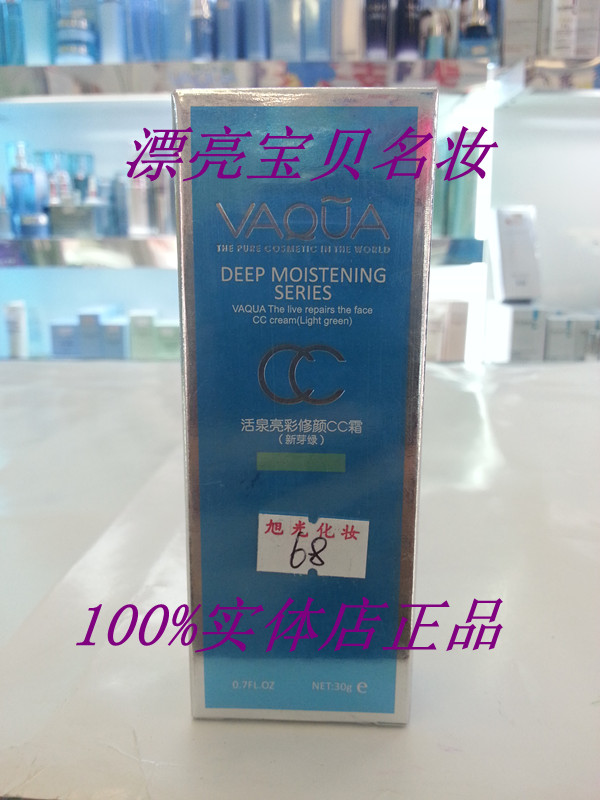 漂亮宝贝名妆
VAQŨA
THE PURE COSMETIC IN THE WORLD
DEEP MOISTENING
SERIES
VAQUA The live repairs the face
CC cream(Light green)
CC
活泉亮彩修颜CC霜
（新芽绿）
旭光化妆
68
100%实体店正品
0.7FL.OZ NET:30g e